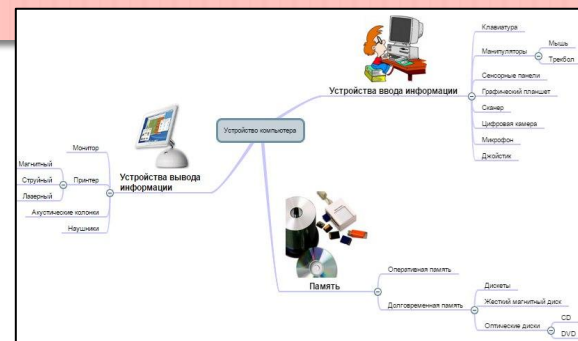 Устройство компьютера
Устройства ввода информации
Клавиатура
Манипуляторы
Мышь
Трекбол
Сенсорные панели
Графический планшет
Сканер
Цифровая камера
Микрофон
Джойстик
Устройства вывода
информации
Монитор
Принтер
Магнитный
Струйный
Лазерный
Акустические колонки
Наушники
Память
Оперативная память
Долговременная память
Дискеты
Жесткий магнитный диск
Оптические диски
CD
DVD